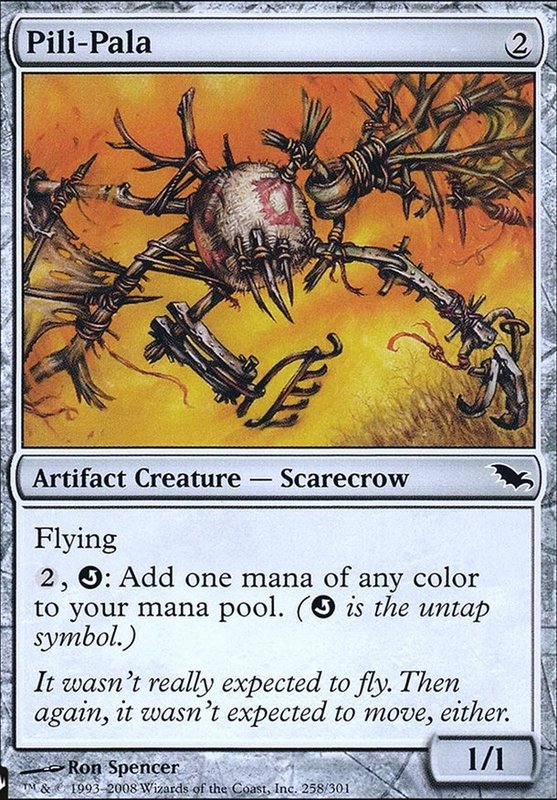 Pili-Pala
2
Artifact Creature — Scarecrow
Flying
2, : Add one mana of any color
to your mana pool. ( is the untap
symbol.)
It wasn't really expected to fly. Then
again, it wasn't expected to move, either.
1/1
Ron Spencer
™ & © 1993–2008 Wizards of the Coast, Inc. 258/301